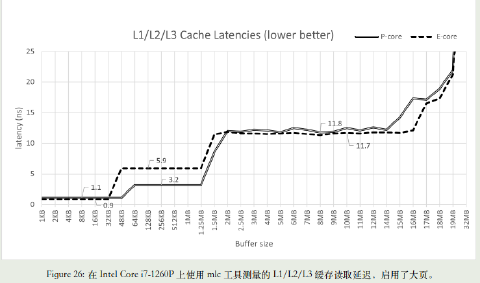 L1/L2/L3 Cache Latencies (lower better)
P-core E-core
25
20
15
10
5
0
latency (ns)
1.1
0.9
5.9
3.2
11.8
11.7
1KB 2KB 4KB 8KB 16KB 32KB 48KB 64KB 128KB 256KB 512KB 1MB 1.25MB 1.5MB 2MB 2.5MB 3MB 4MB 5MB 6MB 7MB 8MB 9MB 10MB 11MB 12MB 13MB 14MB 15MB 16MB 17MB 18MB 19MB 32MB
Buffer size
Figure 26: 在 Intel Core i7-1260P 上使用 mlc 工具测量的 L1/L2/L3 缓存读取延迟，启用了大页。